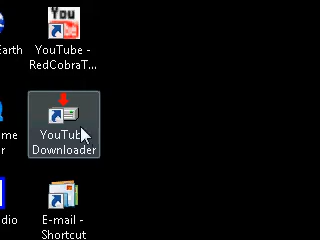 You
Earth
YouTube -
RedCobraT...
me
r
YouTub
Downloader
dio
E-mail -
Shortcut